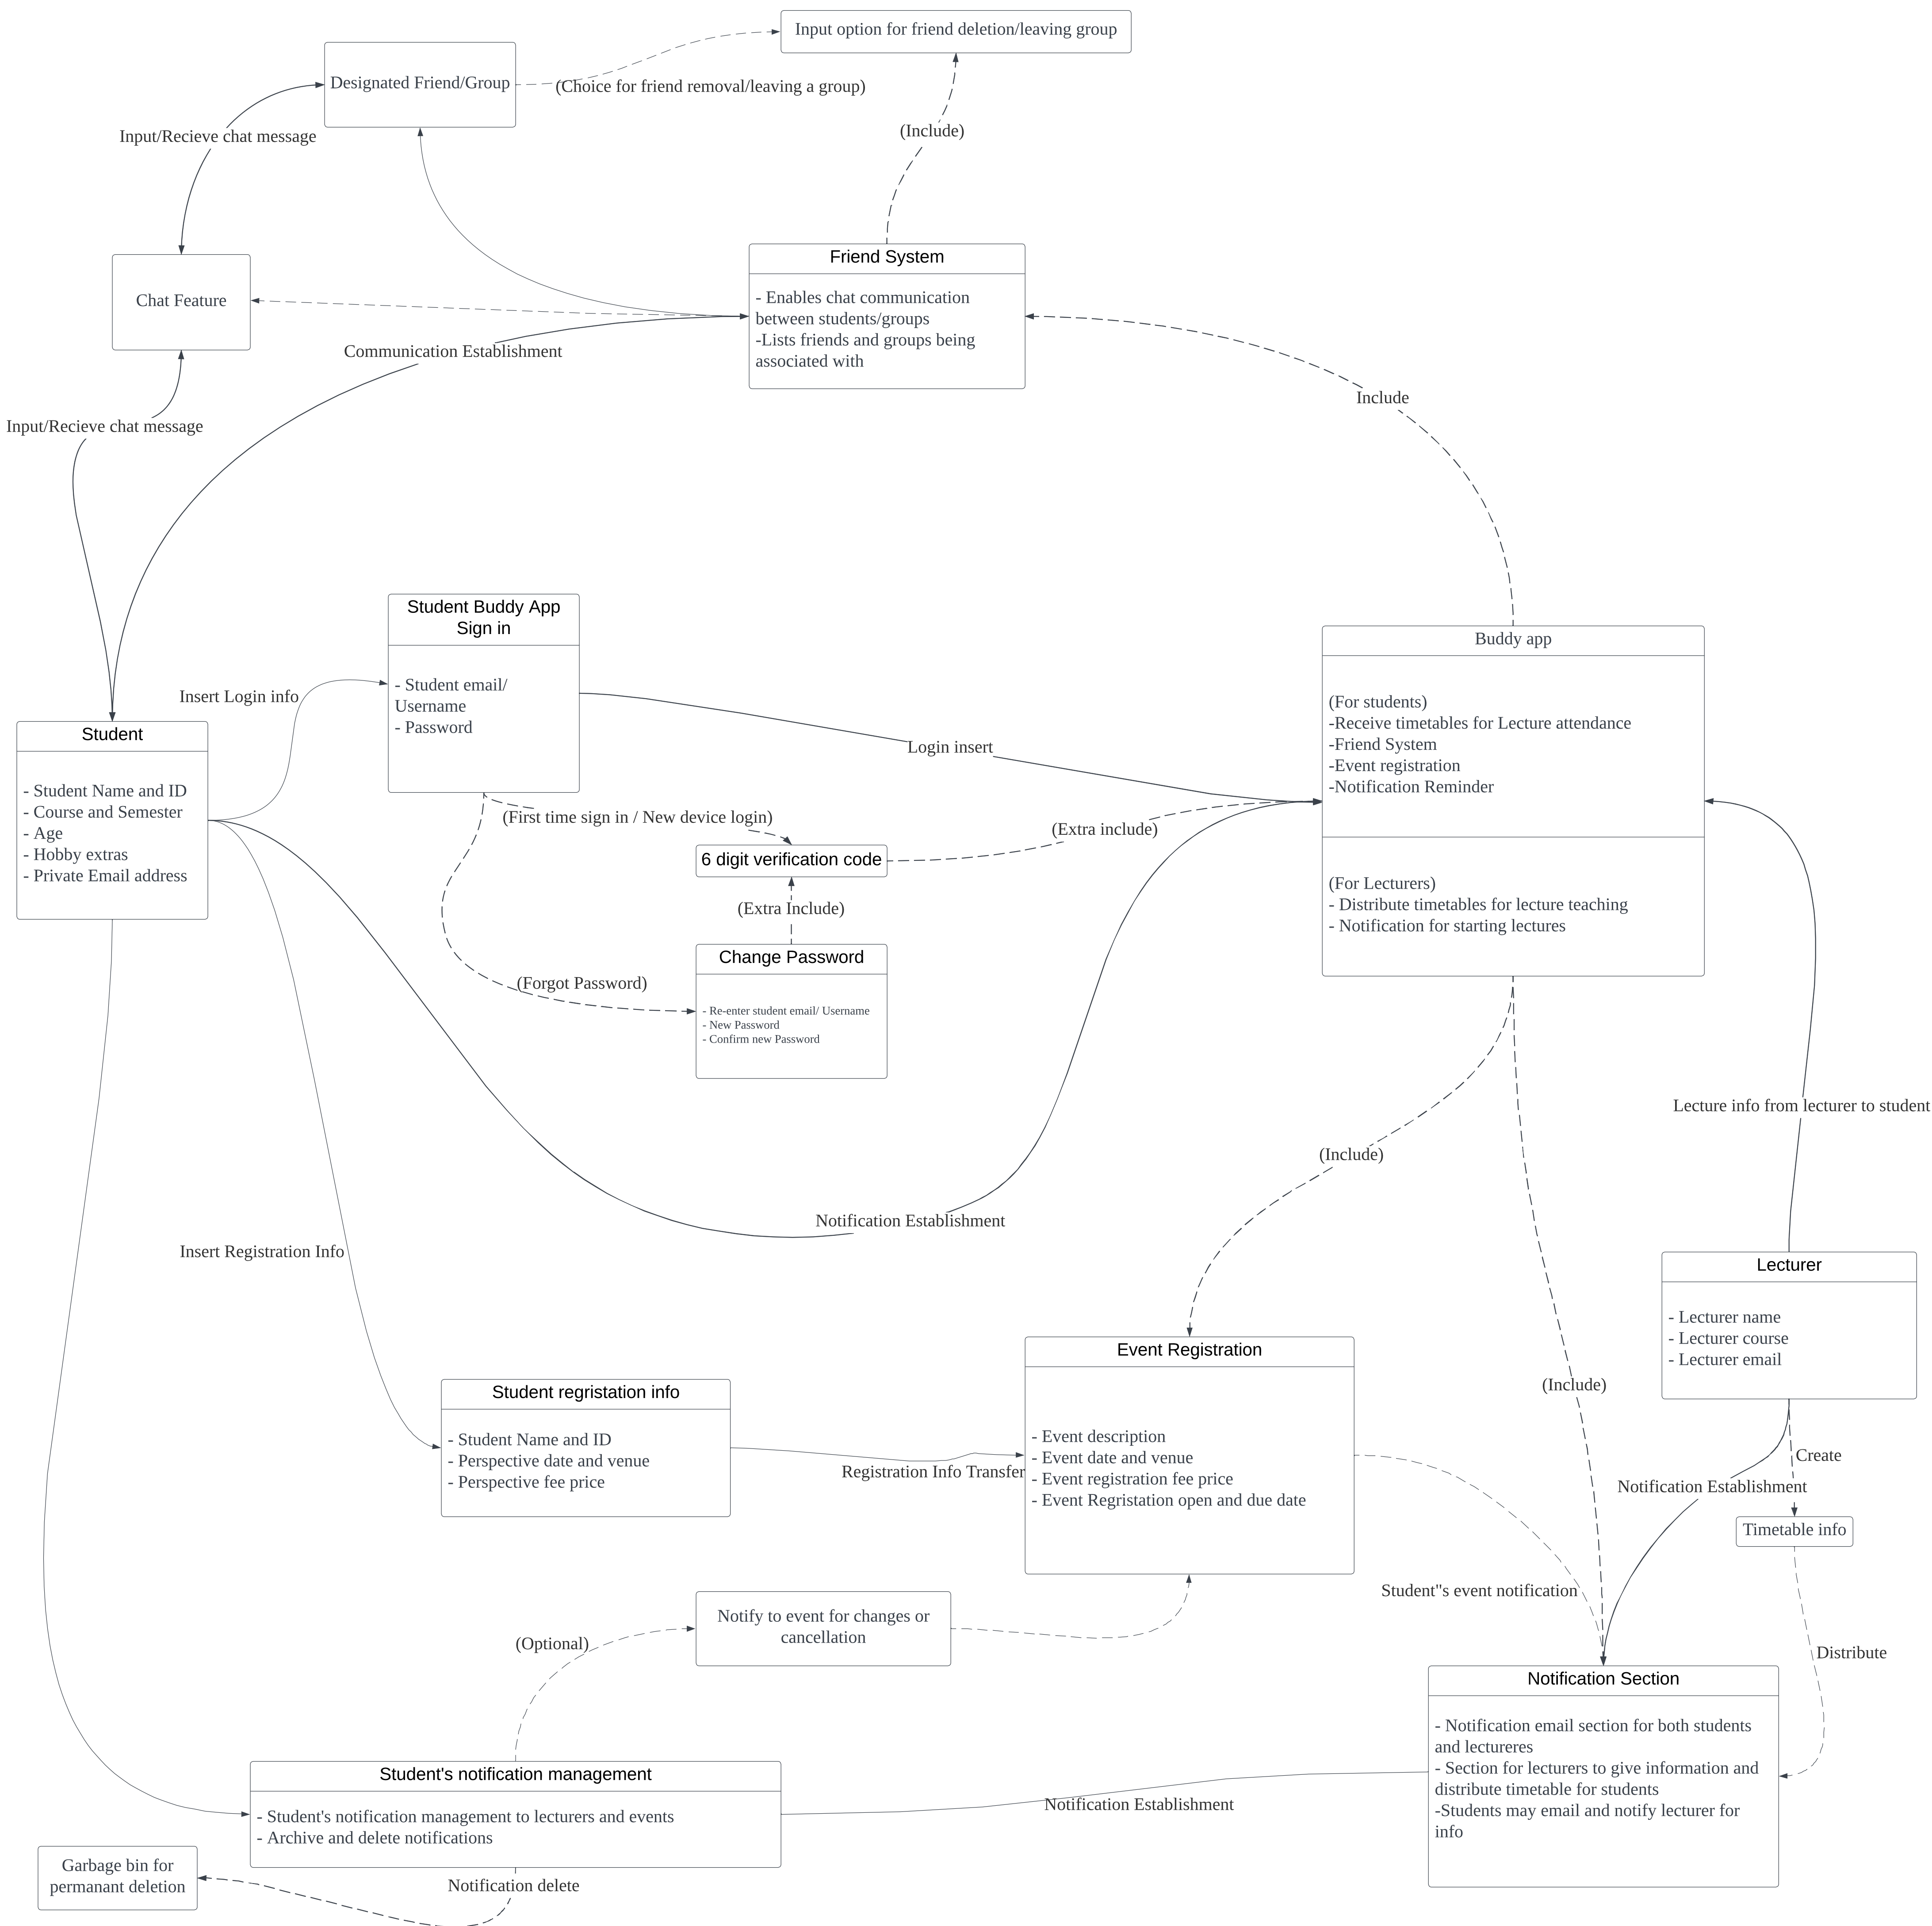 Input option for friend deletion/leaving group
Designated Friend/Group
(Choice for friend removal/leaving a group)
(Include)
Input/Recieve chat message
Chat Feature
Friend System
- Enables chat communication
between students/groups
-Lists friends and groups being
associated with
Communication Establishment
Include
Input/Recieve chat message
Student Buddy App
Sign in
- Student email/
Username
- Password
Insert Login info
Buddy app
(For students)
-Receive timetables for Lecture attendance
-Friend System
-Event registration
-Notification Reminder
(For Lecturers)
- Distribute timetables for lecture teaching
- Notification for starting lectures
Login insert
Student
- Student Name and ID
- Course and Semester
- Age
- Hobby extras
- Private Email address
(First time sign in / New device login)
(Extra include)
6 digit verification code
(Extra Include)
Change Password
- Re-enter student email/ Username
- New Password
- Confirm new Password
(Forgot Password)
Lecture info from lecturer to student
(Include)
Notification Establishment
Insert Registration Info
Lecturer
- Lecturer name
- Lecturer course
- Lecturer email
Event Registration
- Event description
- Event date and venue
- Event registration fee price
- Event Regristation open and due date
(Include)
Student regristation info
- Student Name and ID
- Perspective date and venue
- Perspective fee price
Registration Info Transfer
Create
Notification Establishment
Timetable info
Student"s event notification
Notify to event for changes or
cancellation
(Optional)
Distribute
Notification Section
- Notification email section for both students
and lectureres
- Section for lecturers to give information and
distribute timetable for students
-Students may email and notify lecturer for
info
Student's notification management
- Student's notification management to lecturers and events
- Archive and delete notifications
Notification Establishment
Garbage bin for
permanant deletion
Notification delete